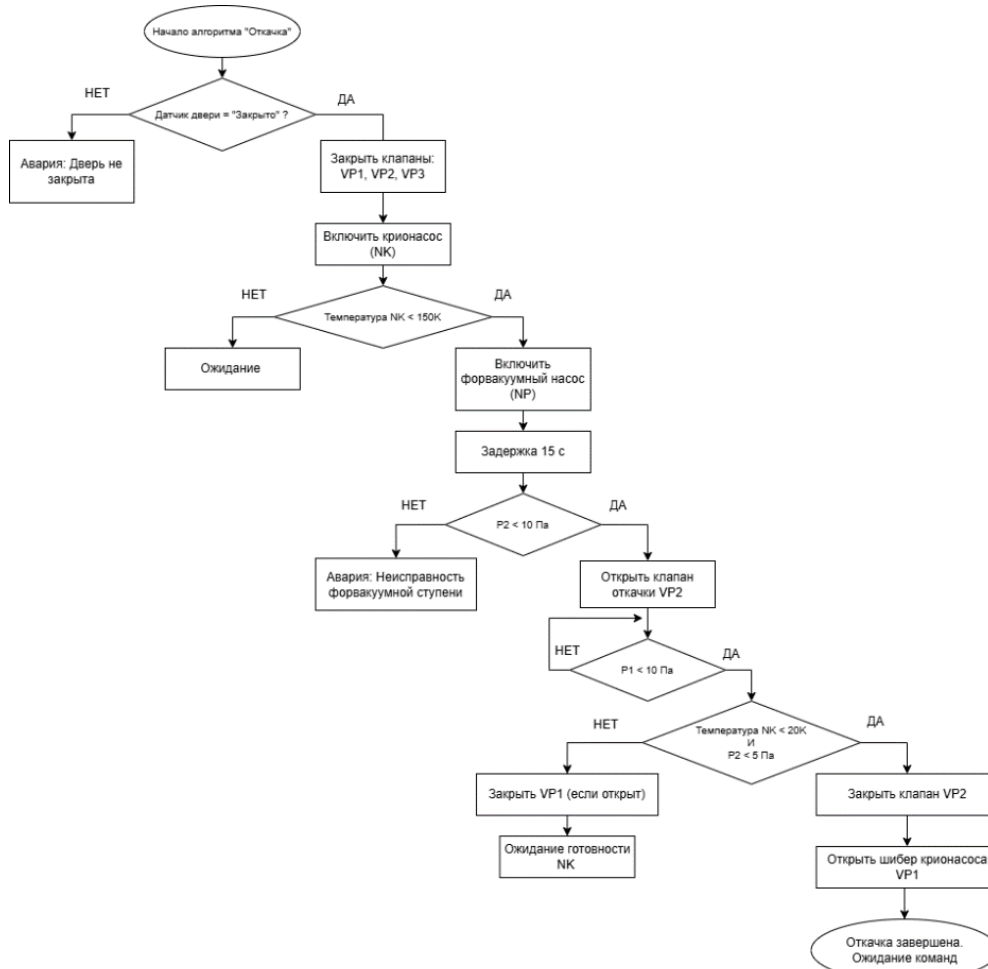 Начало алгоритма "Откачка"
НЕТ
ДА
Датчик двери = "Закрыто" ?
Авария: Дверь не
закрыта
Закрыть клапаны:
VP1, VP2, VP3
Включить крионасос
(NK)
НЕТ
ДА
Температура NK < 150K
Ожидание
Включить
форвакуумный насос
(NP)
Задержка 15 с
НЕТ
ДА
P2 < 10 Па
Авария: Неисправность
форвакуумной ступени
Открыть клапан
откачки VP2
НЕТ
ДА
P1 < 10 Па
НЕТ
ДА
Температура NK < 20K
И
P2 < 5 Па
Закрыть VP1 (если открыт)
Закрыть клапан VP2
Ожидание готовности
NK
Открыть шибер крионасоса
VP1
Откачка завершена.
Ожидание команд